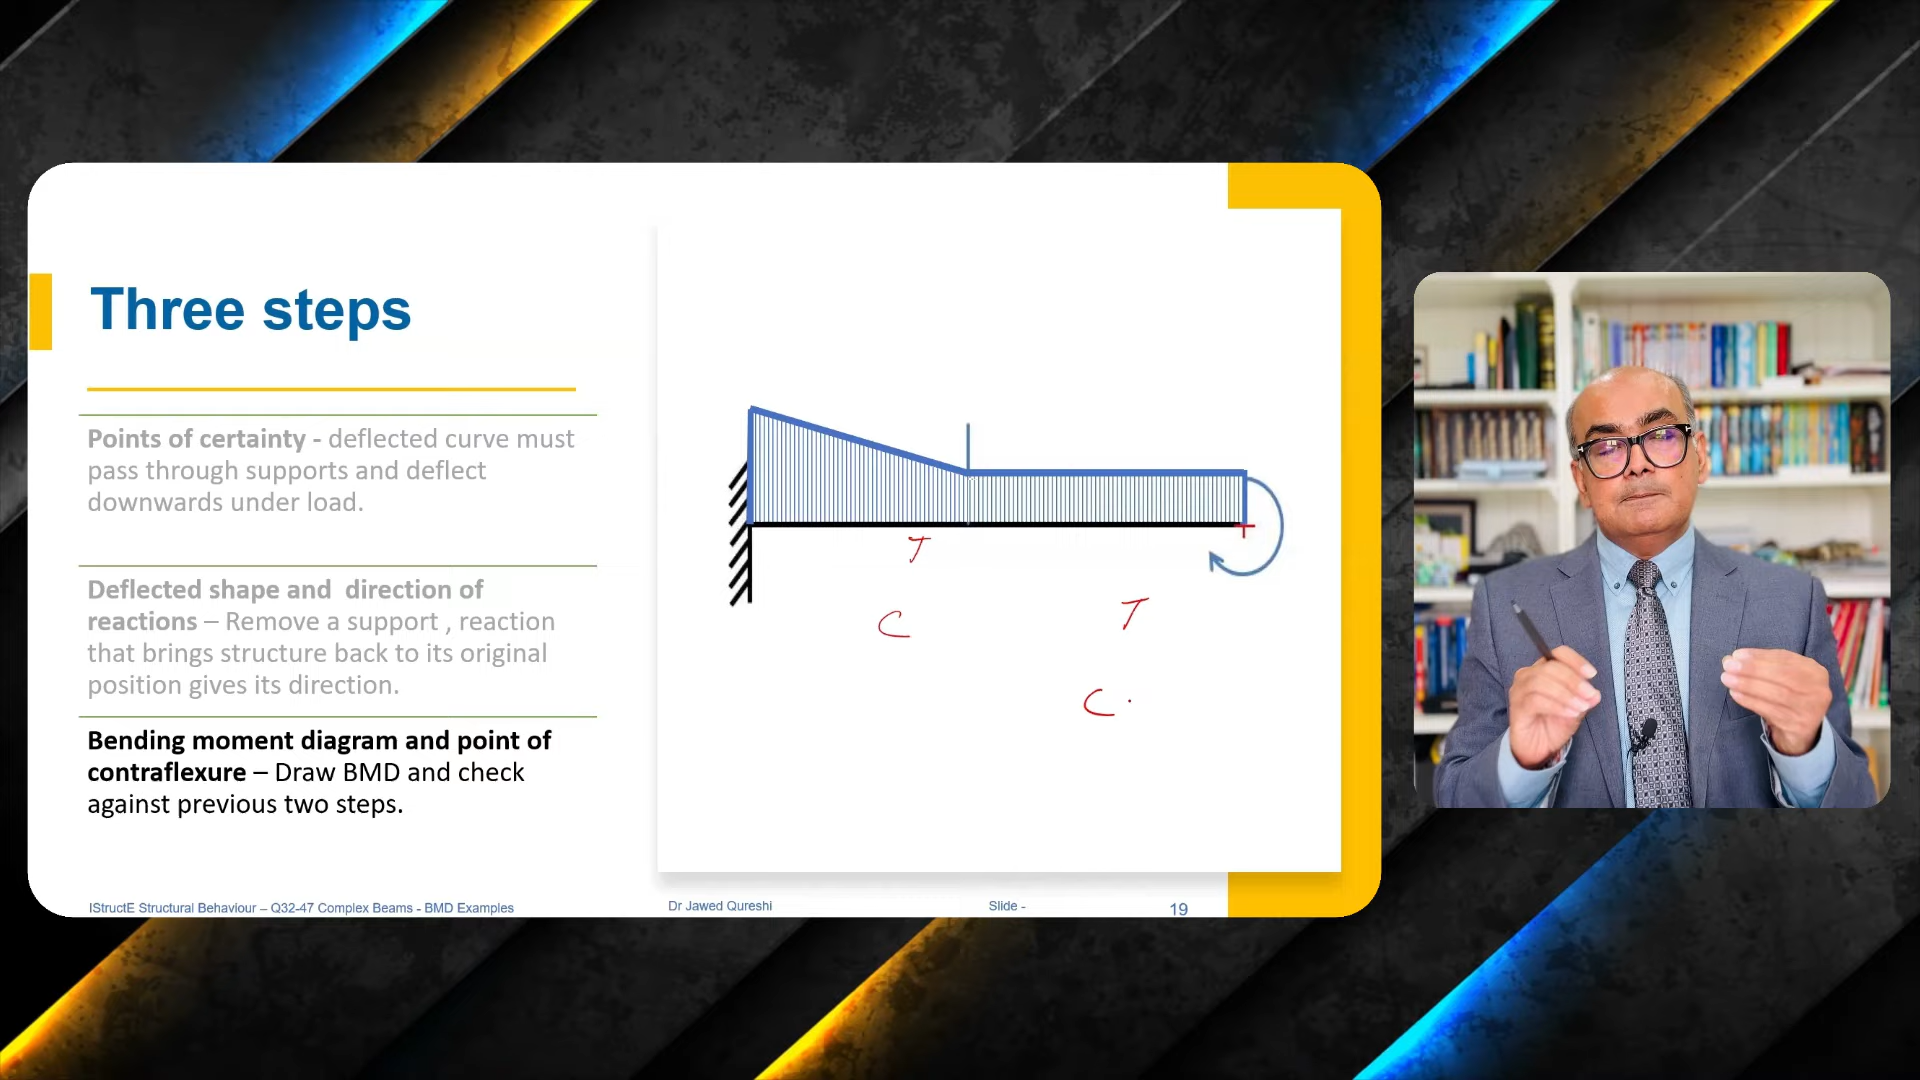 Three steps
Points of certainty - deflected curve must
pass through supports and deflect
downwards under load.
Deflected shape and direction of
reactions – Remove a support , reaction
that brings structure back to its original
position gives its direction.
Bending moment diagram and point of
contraflexure – Draw BMD and check
against previous two steps.
T
C
T
C
IStructE Structural Behaviour – Q32-47 Complex Beams - BMD Examples
Dr Jawed Qureshi
Slide -
19